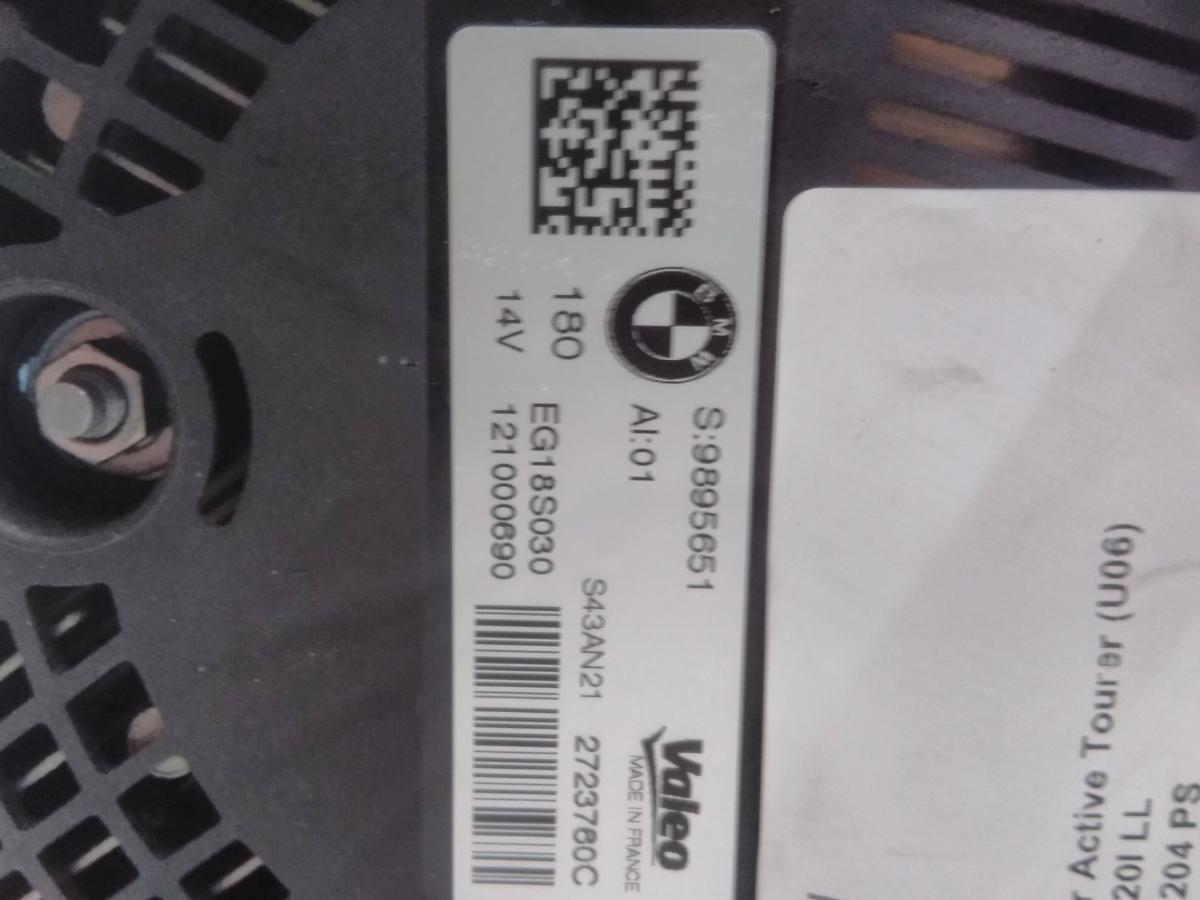 BMW
S:9895651
AI:01
180
14V
EG18S030
121000690
S43AN21 2723760C
Valeo
MADE IN FRANCE
r Active Tourer (U06)
20I LL
204 PS